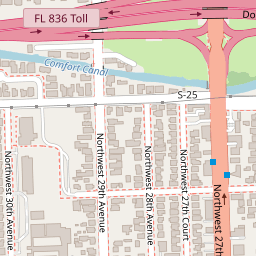 FL 836 Toll
Do
Comfort Canal
S-25
Northwest 30th Avenue
Northwest 29th Avenue
Northwest 28th Avenue
Northwest 27th Court
Northwest 27th